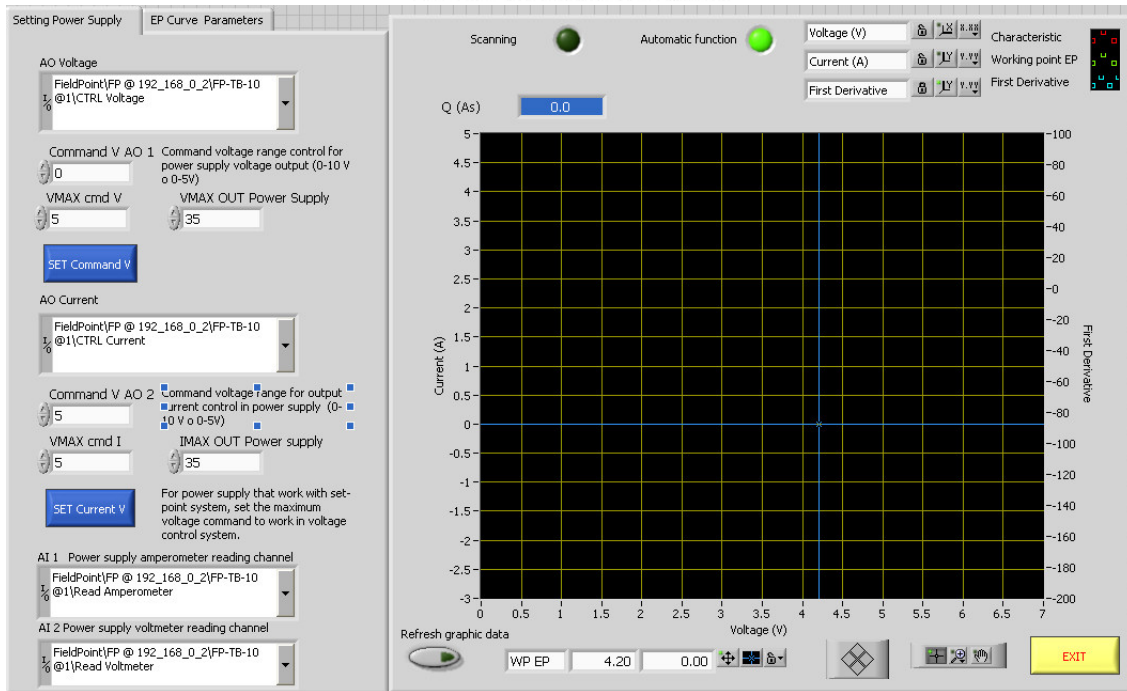 Setting Power Supply
EP Curve Parameters
AO Voltage
FieldPoint\FP @ 192_168_0_2\FP-TB-10
@1\CTRL Voltage
Command V AO 1
0
Command voltage range control for
power supply voltage output (0-10 V
o 0-5V)
VMAX cmd V
VMAX OUT Power Supply
5
35
SET Command V
AO Current
FieldPoint\FP @ 192_168_0_2\FP-TB-10
@1\CTRL Current
Command V AO 2
5
Command voltage range for output
current control in power supply (0-
10 V o 0-5V)
VMAX cmd I
IMAX OUT Power supply
5
35
SET Current V
For power supply that work with set-
point system, set the maximum
voltage command to work in voltage
control system.
AI 1 Power supply amperometer reading channel
FieldPoint\FP @ 192_168_0_2\FP-TB-10
@1\Read Amperometer
AI 2 Power supply voltmeter reading channel
FieldPoint\FP @ 192_168_0_2\FP-TB-10
@1\Read Voltmeter
Scanning
Automatic function
Voltage (V)
Current (A)
First Derivative
X X.XX
Y Y.YY
Y Y.YY
Characteristic
Working point EP
First Derivative
Q (As)
0.0
5
4.5
4
3.5
3
2.5
2
1.5
1
0.5
0
-0.5
-1
-1.5
-2
-2.5
-3
Current (A)
-100
-80
-60
-40
-20
-0
--20
--40
--60
--80
--100
--120
--140
--160
--180
--200
First Derivative
0 0.5 1 1.5 2 2.5 3 3.5 4 4.5 5 5.5 6 6.5 7
Voltage (V)
Refresh graphic data
WP EP 4.20 0.00
EXIT